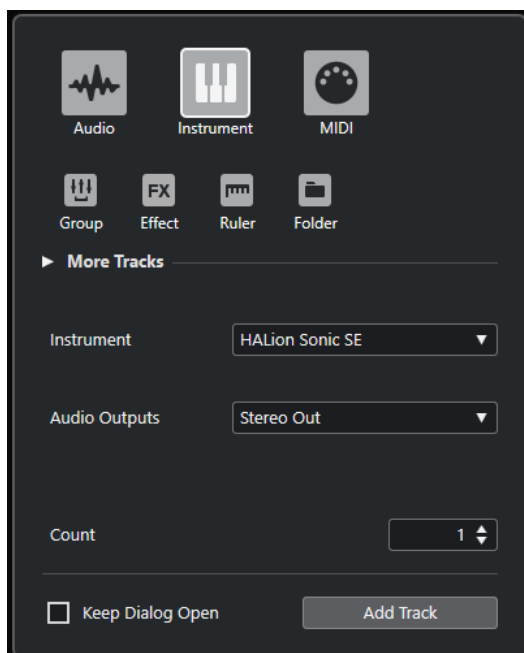 Audio Instrument MIDI
FX
Group Effect Ruler Folder
More Tracks
Instrument HALion Sonic SE
Audio Outputs Stereo Out
Count 1
Keep Dialog Open Add Track